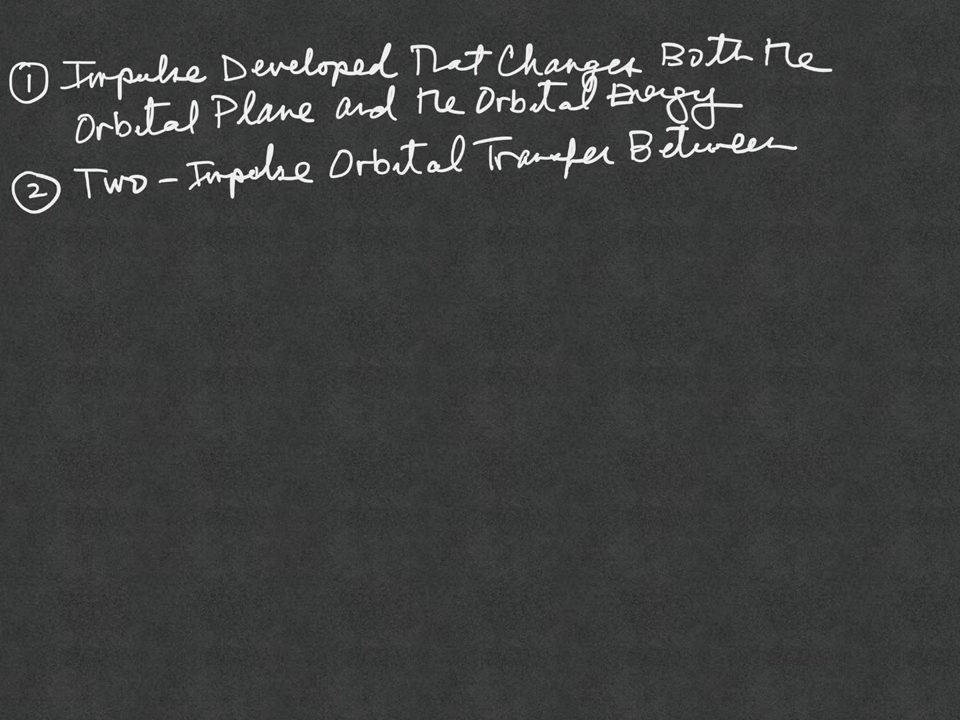 ① Impulse Developed That Changes Both the
Orbital Plane and the Orbital Energy
② Two-Impulse Orbital Transfer Between